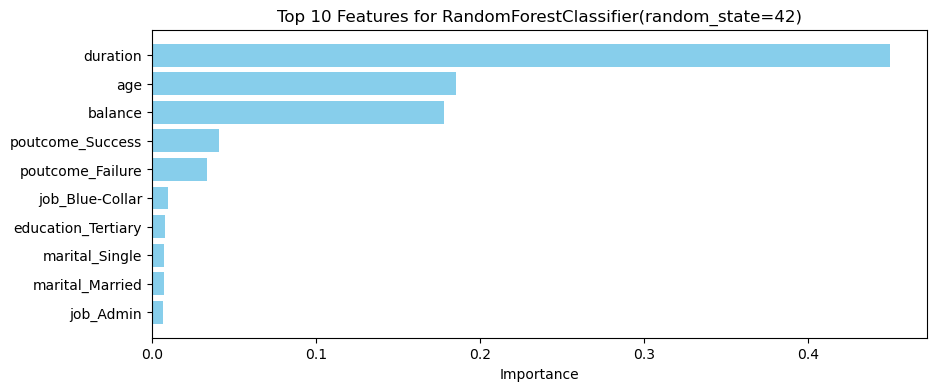 Top 10 Features for RandomForestClassifier(random_state=42)
duration
age
balance
poutcome_Success
poutcome_Failure
job_Blue-Collar
education_Tertiary
marital_Single
marital_Married
job_Admin
0.0 0.1 0.2 0.3 0.4
Importance